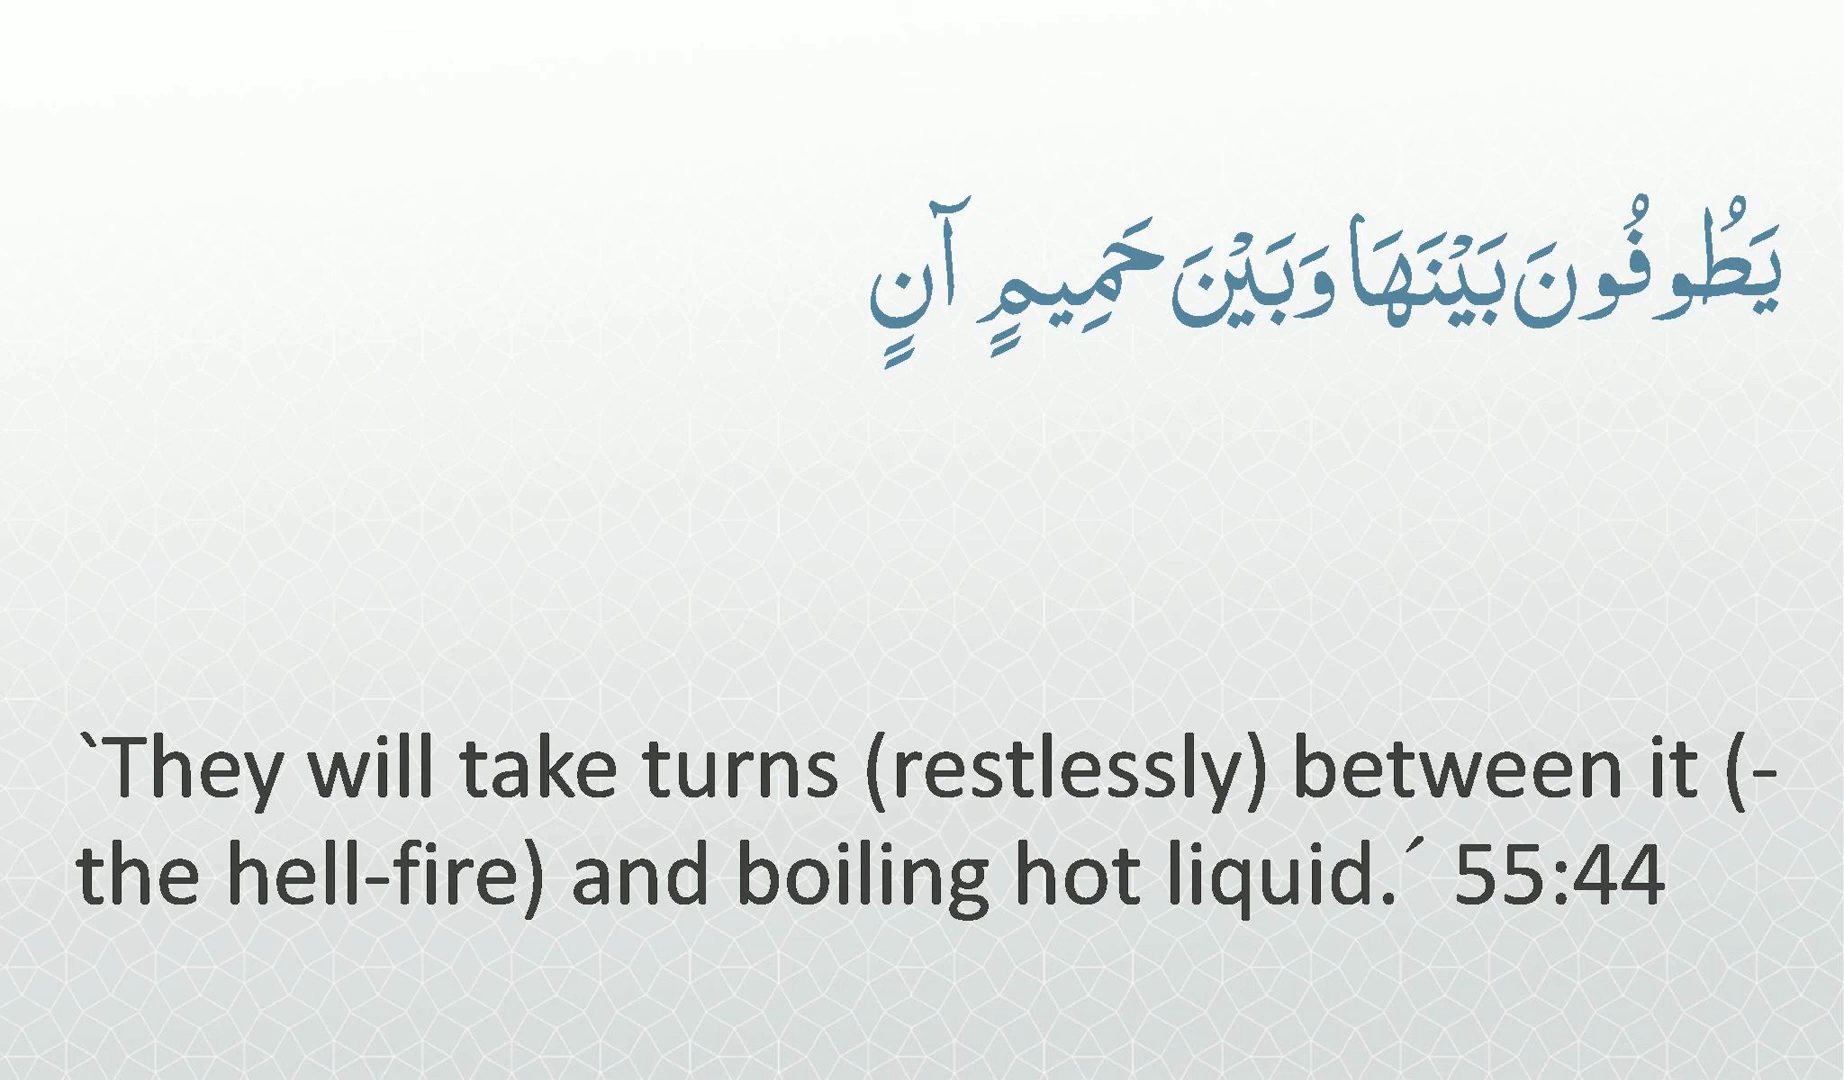 يَطُوفُونَ بَيْنَهَا وَبَيْنَ حَمِيمٍ آنٍ
`They will take turns (restlessly) between it (-
the hell-fire) and boiling hot liquid.´ 55:44